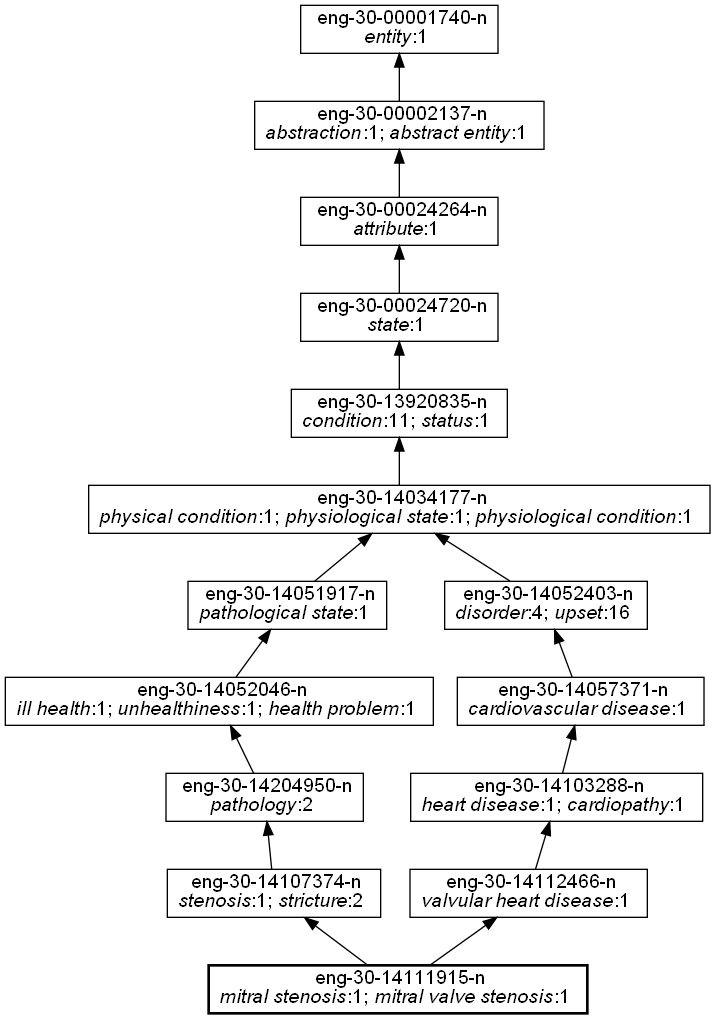 eng-30-00001740-n
entity:1
eng-30-00002137-n
abstraction:1; abstract entity:1
eng-30-00024264-n
attribute:1
eng-30-00024720-n
state:1
eng-30-13920835-n
condition:11; status:1
eng-30-14034177-n
physical condition:1; physiological state:1; physiological condition:1
eng-30-14051917-n
pathological state:1
eng-30-14052403-n
disorder:4; upset:16
eng-30-14052046-n
ill health:1; unhealthiness:1; health problem:1
eng-30-14057371-n
cardiovascular disease:1
eng-30-14204950-n
pathology:2
eng-30-14103288-n
heart disease:1; cardiopathy:1
eng-30-14107374-n
stenosis:1; stricture:2
eng-30-14112466-n
valvular heart disease:1
eng-30-14111915-n
mitral stenosis:1; mitral valve stenosis:1